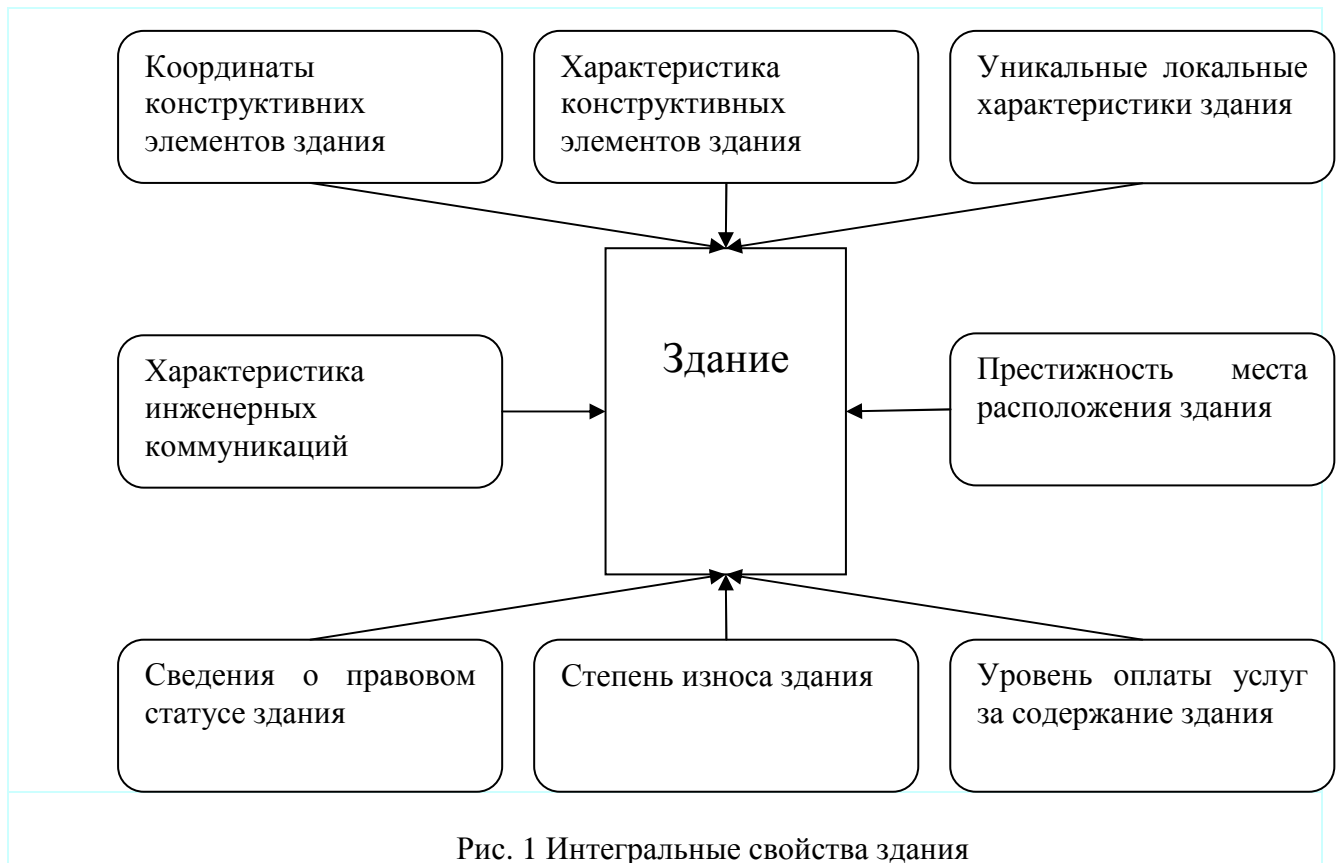 Координаты
конструктивних
элементов здания
Характеристика
конструктивных
элементов здания
Уникальные локальные
характеристики здания
Здание
Характеристика
инженерных
коммуникаций
Престижность места
расположения здания
Сведения о правовом
статусе здания
Степень износа здания
Уровень оплаты услуг
за содержание здания
Рис. 1 Интегральные свойства здания